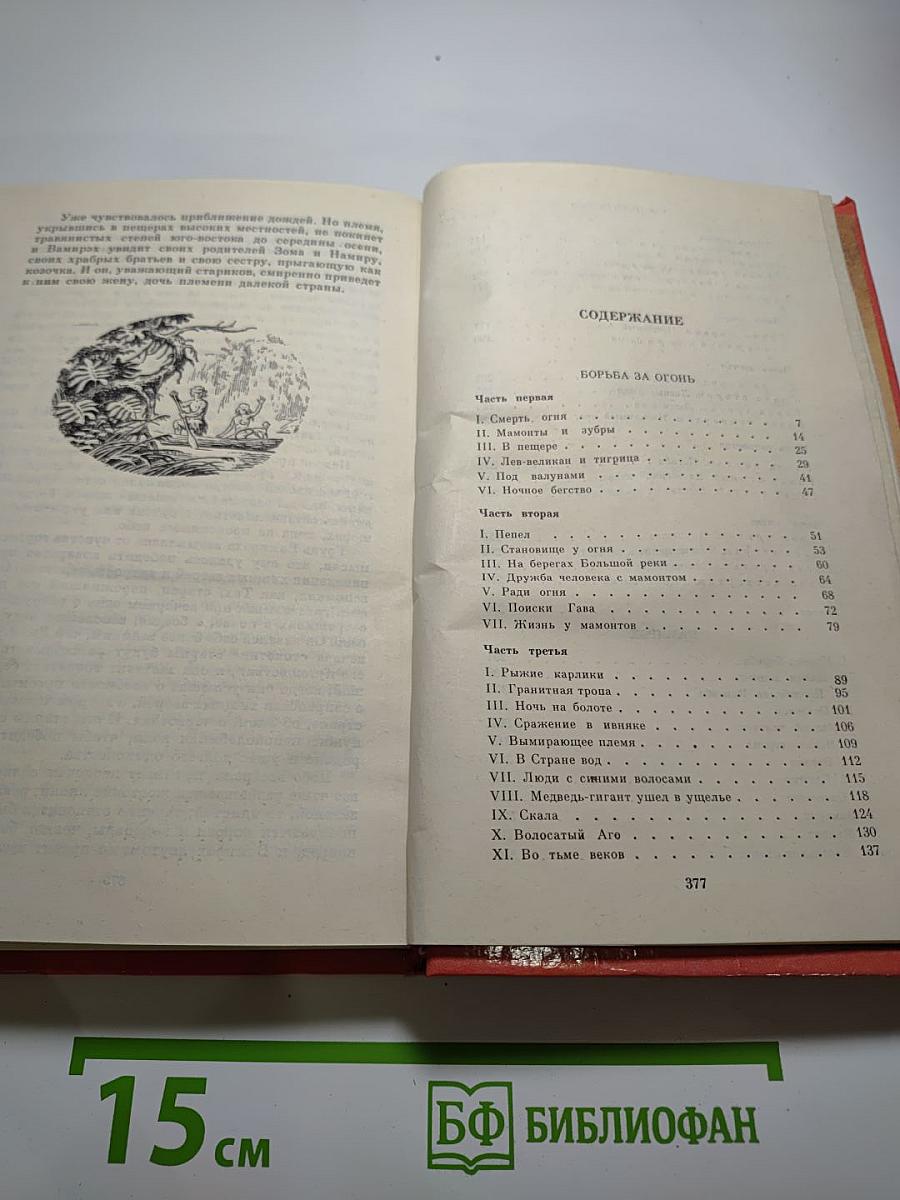 Уже чувствовалось приближение дождей. Но племя,
укрывшись в пещерах высоких местностей, не покинет
травянистых степей юго-востока до середины осени,
и Вамирэх увидит своих родителей Зома и Намиру,
своих храбрых братьев и свою сестру, прыгающую как
козочка. И он, уважающий стариков, смиренно приведет
к ним свою жену, дочь племени далекой страны.
СОДЕРЖАНИЕ
БОРЬБА ЗА ОГОНЬ
Часть первая
I. Смерть огня . . . . . . . . . . . . 7
II. Мамонты и зубры . . . . . . . . . 14
III. В пещере . . . . . . . . . . . . . 25
IV. Лев-великан и тигрица . . . . . . . 29
V. Под валунами . . . . . . . . . . . 41
VI. Ночное бегство . . . . . . . . . . 47
Часть вторая
I. Пепел . . . . . . . . . . . . . . . 51
II. Становище у огня . . . . . . . . . 53
III. На берегах Большой реки . . . . . . 60
IV. Дружба человека с мамонтом . . . . . 64
V. Ради огня . . . . . . . . . . . . . 68
VI. Поиски Гава . . . . . . . . . . . 72
VII. Жизнь у мамонтов . . . . . . . . . 79
Часть третья
I. Рыжие карлики . . . . . . . . . . . 89
II. Гранитная тропа . . . . . . . . . . 95
III. Ночь на болоте . . . . . . . . . . 101
IV. Сражение в ивняке . . . . . . . . . 106
V. Вымирающее племя . . . . . . . . . 109
VI. В Стране вод . . . . . . . . . . . 112
VII. Люди с синими волосами . . . . . . . 115
VIII. Медведь-гигант ушел в ущелье . . . . 118
IX. Скала . . . . . . . . . . . . . . 124
X. Волосатый Аго . . . . . . . . . . . 130
XI. Во тьме веков . . . . . . . . . . . 137
377
15 см
БФ БИБЛИОФАН